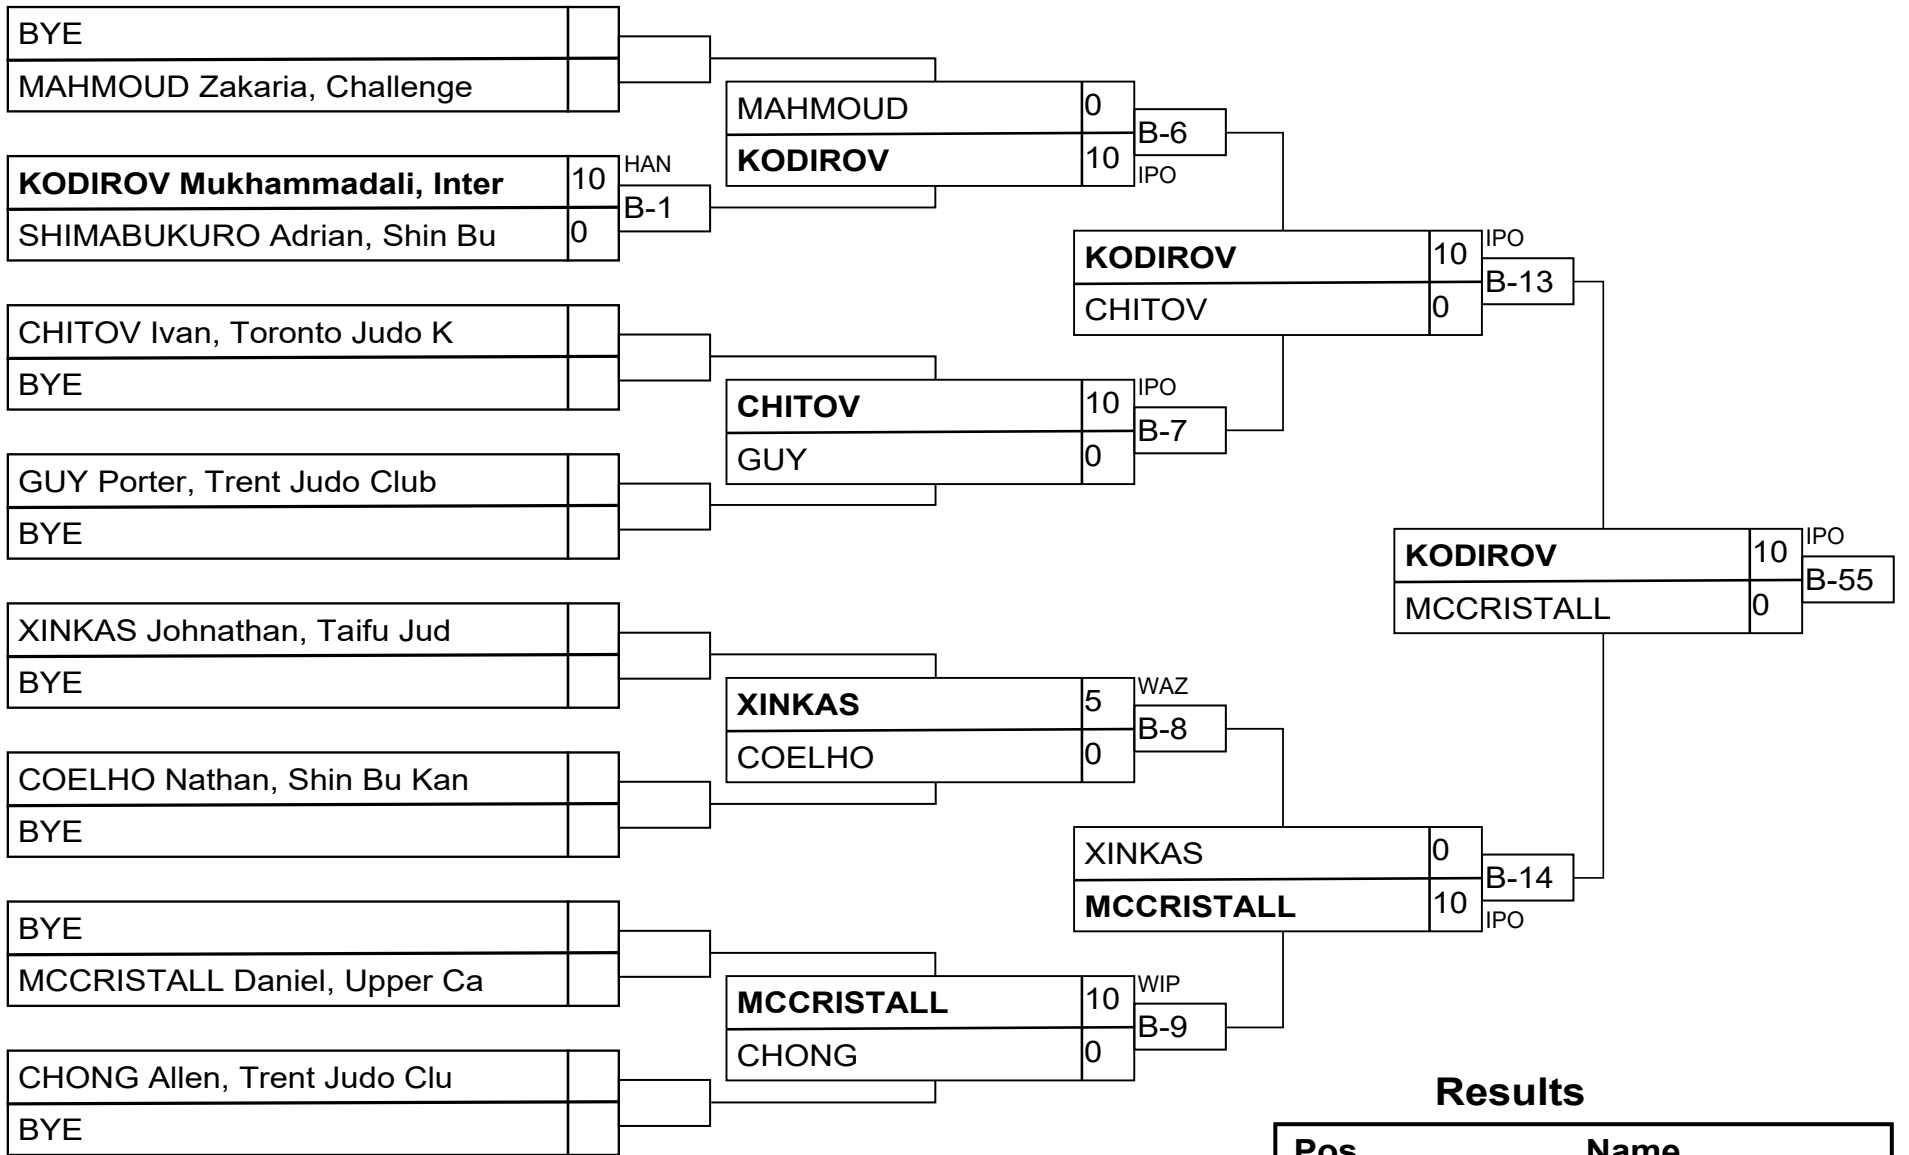 BYE
MAHMOUD Zakaria, Challenge
KODIROV Mukhammadali, Inter 10 HAN
SHIMABUKURO Adrian, Shin Bu 0
B-1
CHITOV Ivan, Toronto Judo K
BYE
GUY Porter, Trent Judo Club
BYE
XINKAS Johnathan, Taifu Jud
BYE
COELHO Nathan, Shin Bu Kan
BYE
BYE
MCCRISTALL Daniel, Upper Ca
CHONG Allen, Trent Judo Clu
BYE
MAHMOUD 0
KODIROV 10
B-6
IPO
CHITOV 10 IPO
GUY 0
B-7
XINKAS 5 WAZ
COELHO 0
B-8
MCCRISTALL 10 WIP
CHONG 0
B-9
KODIROV 10 IPO
CHITOV 0
B-13
XINKAS 0
MCCRISTALL 10
B-14
IPO
KODIROV 10 IPO
MCCRISTALL 0
B-55
Results
Pos Name